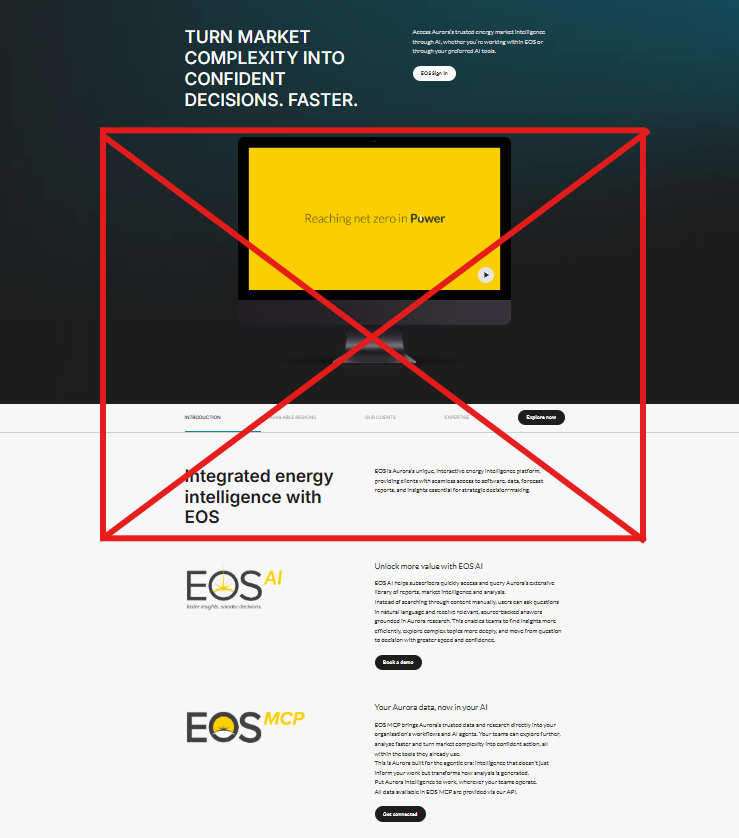 TURN MARKET
COMPLEXITY INTO
CONFIDENT
DECISIONS. FASTER.
Access Aurora's trusted energy market intelligence
through AI, whether you're working within EOS or
through your preferred AI tools.
EOS Sign in
Reaching net zero in Power
INTRODUCTION
AVAILABLE REGIONS
OUR CLIENTS
EXPERTISE
Explore now
Integrated energy
intelligence with
EOS
EOS is Aurora's unique, interactive energy intelligence platform,
providing clients with seamless access to software, data, forecast
reports, and insights essential for strategic decision-making.
EOS AI
faster insights, smarter decisions.
Unlock more value with EOS AI
EOS AI helps subscribers quickly access and query Aurora's extensive
library of reports, market intelligence and analysis.
Instead of searching through content manually, users can ask questions
in natural language and receive relevant, source-backed answers
grounded in Aurora research. This enables teams to find insights more
efficiently, explore complex topics more deeply, and move from question
to decision with greater speed and confidence.
Book a demo
EOS MCP
Your Aurora data, now in your AI
EOS MCP brings Aurora's trusted data and research directly into your
organisation's workflows and AI agents. Your teams can explore further,
analyse faster and turn market complexity into confident action, all
within the tools they already use.
This is Aurora built for the agentic era: intelligence that doesn't just
inform your work but transforms how analysis is generated.
Put Aurora intelligence to work, wherever your teams operate.
All data available in EOS MCP are provided via our API.
Get connected